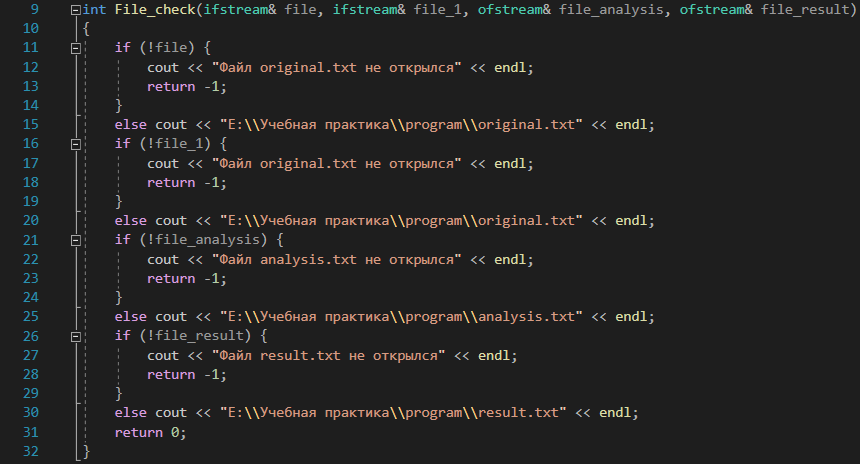 9 int File_check(ifstream& file, ifstream& file_1, ofstream& file_analysis, ofstream& file_result)
10 {
11 if (!file) {
12 cout << "Файл original.txt не открылся" << endl;
13 return -1;
14 }
15 else cout << "E:\\Учебная практика\\program\\original.txt" << endl;
16 if (!file_1) {
17 cout << "Файл original.txt не открылся" << endl;
18 return -1;
19 }
20 else cout << "E:\\Учебная практика\\program\\original.txt" << endl;
21 if (!file_analysis) {
22 cout << "Файл analysis.txt не открылся" << endl;
23 return -1;
24 }
25 else cout << "E:\\Учебная практика\\program\\analysis.txt" << endl;
26 if (!file_result) {
27 cout << "Файл result.txt не открылся" << endl;
28 return -1;
29 }
30 else cout << "E:\\Учебная практика\\program\\result.txt" << endl;
31 return 0;
32 }